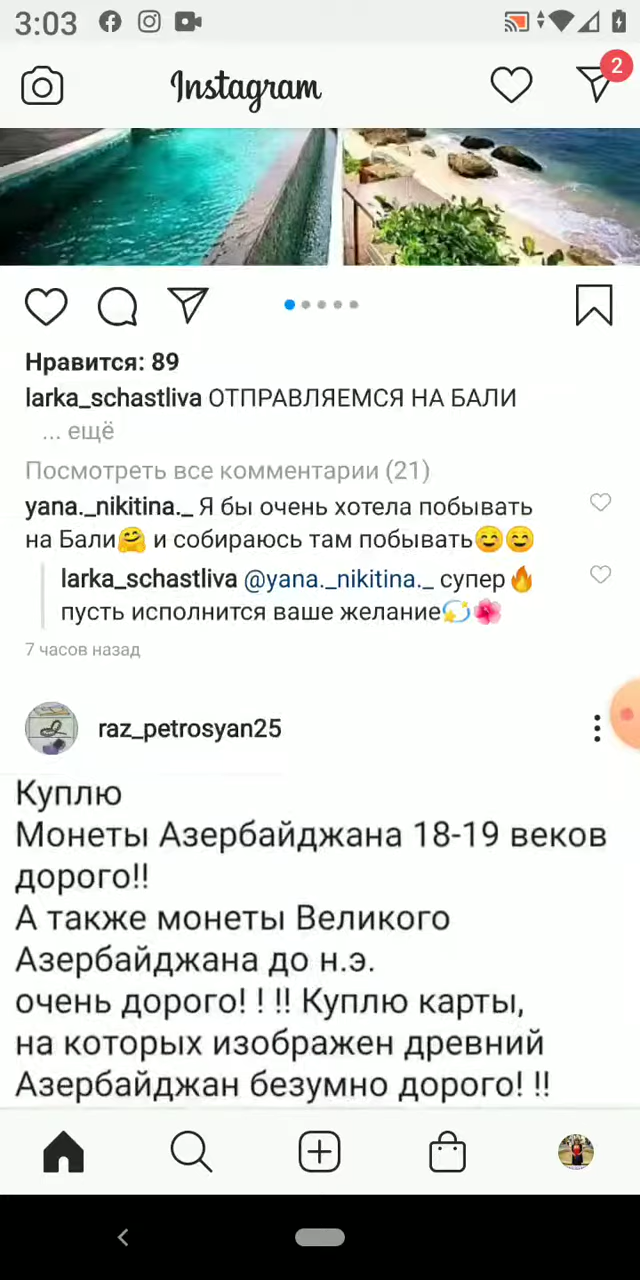 3:03
Instagram
2
Нравится: 89
larka_schastliva ОТПРАВЛЯЕМСЯ НА БАЛИ
... ещё
Посмотреть все комментарии (21)
yana._nikitina._ Я бы очень хотела побывать
на Бали🤗 и собираюсь там побывать😊😊
larka_schastliva @yana._nikitina._ супер🔥
пусть исполнится ваше желание💫🌺
7 часов назад
raz_petrosyan25
Куплю
Монеты Азербайджана 18-19 веков
дорого!!
А также монеты Великого
Азербайджана до н.э.
очень дорого! ! !! Куплю карты,
на которых изображен древний
Азербайджан безумно дорого! !!